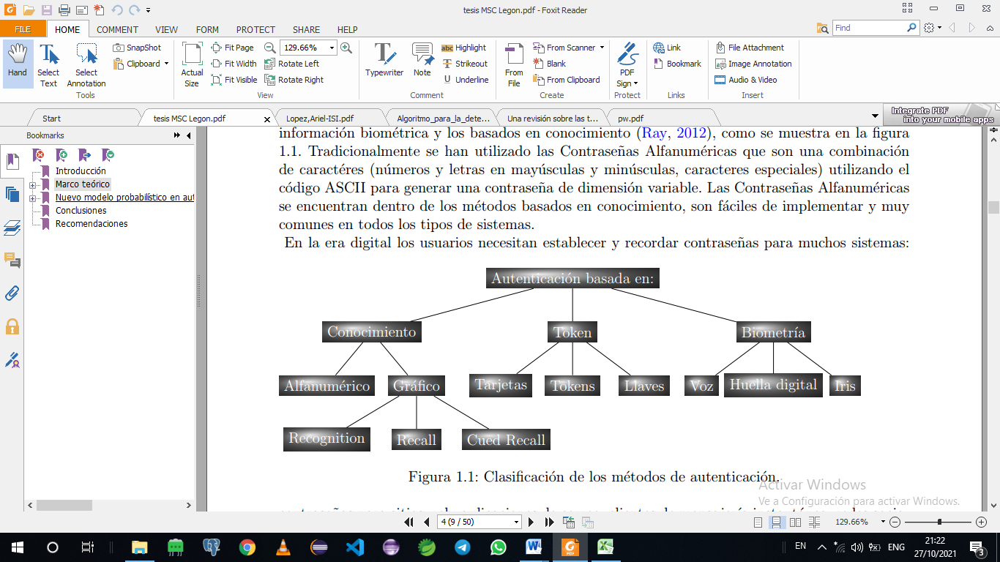 tesis MSC Legon.pdf - Foxit Reader
FILE HOME COMMENT VIEW FORM PROTECT SHARE HELP
Find
Hand
Select Text
Select Annotation
SnapShot
Clipboard
Tools
Actual Size
Fit Page
Fit Width
Fit Visible
129.66%
Rotate Left
Rotate Right
View
Typewriter
Note
Highlight
Strikeout
Underline
Comment
From File
From Scanner
Blank
From Clipboard
Create
PDF Sign
Protect
Link
Bookmark
Links
File Attachment
Image Annotation
Audio & Video
Insert
Start
tesis MSC Legon.pdf
Lopez,Ariel-ISI.pdf
Algoritmo_para_la_dete...
Una revisión sobre las t...
pw.pdf
Integrate PDF
into your mobile apps
Bookmarks
Introducción
Marco teórico
Nuevo modelo probabilístico en aut
Conclusiones
Recomendaciones
información biométrica y los basados en conocimiento (Ray, 2012), como se muestra en la figura
1.1. Tradicionalmente se han utilizado las Contraseñas Alfanuméricas que son una combinación
de caractéres (números y letras en mayúsculas y minúsculas, caracteres especiales) utilizando el
código ASCII para generar una contraseña de dimensión variable. Las Contraseñas Alfanuméricas
se encuentran dentro de los métodos basados en conocimiento, son fáciles de implementar y muy
comunes en todos los tipos de sistemas.
En la era digital los usuarios necesitan establecer y recordar contraseñas para muchos sistemas:
Autenticación basada en:
Conocimiento Token Biometría
Alfanumérico Gráfico Tarjetas Tokens Llaves Voz Huella digital Iris
Recognition Recall Cued Recall
Figura 1.1: Clasificación de los métodos de autenticación.
Activar Windows
Ve a Configuración para activar Windows.
4 (9 / 50)
129.66%
EN
ENG
21:22
27/10/2021
3